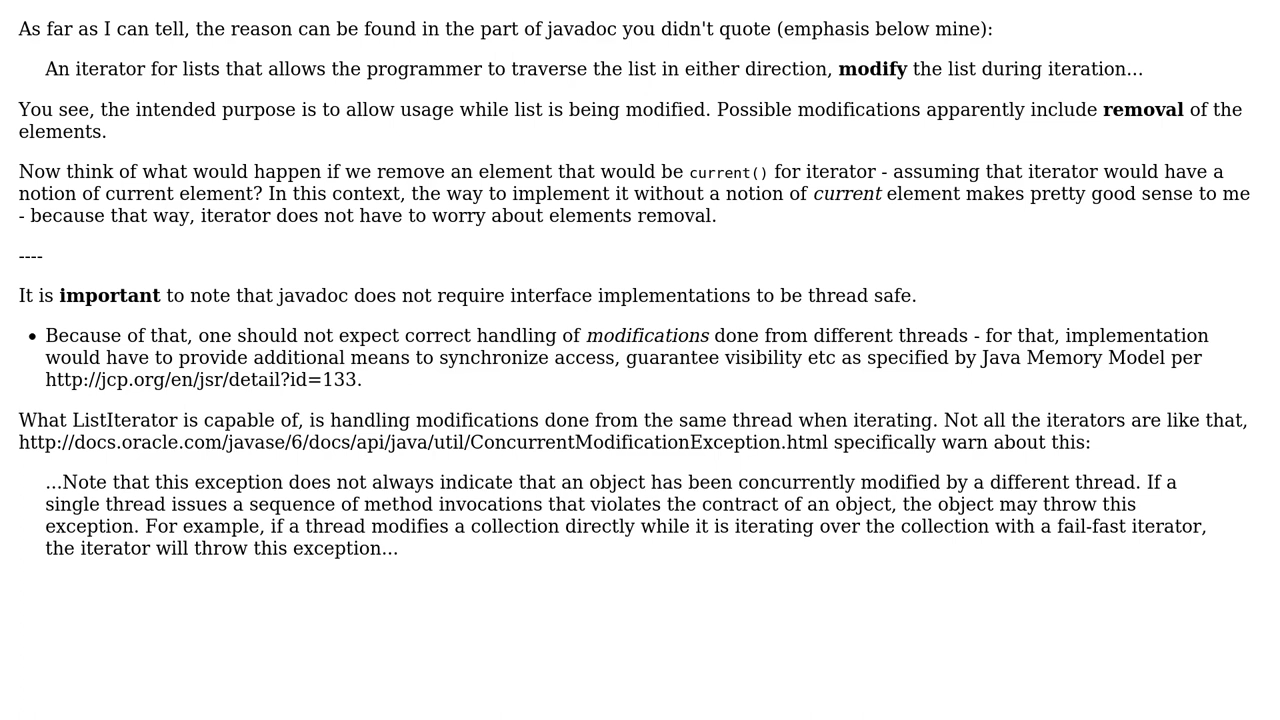 As far as I can tell, the reason can be found in the part of javadoc you didn't quote (emphasis below mine):
An iterator for lists that allows the programmer to traverse the list in either direction, modify the list during iteration...
You see, the intended purpose is to allow usage while list is being modified. Possible modifications apparently include removal of the
elements.
Now think of what would happen if we remove an element that would be current() for iterator - assuming that iterator would have a
notion of current element? In this context, the way to implement it without a notion of current element makes pretty good sense to me
- because that way, iterator does not have to worry about elements removal.
----
It is important to note that javadoc does not require interface implementations to be thread safe.
• Because of that, one should not expect correct handling of modifications done from different threads - for that, implementation
would have to provide additional means to synchronize access, guarantee visibility etc as specified by Java Memory Model per
http://jcp.org/en/jsr/detail?id=133.
What ListIterator is capable of, is handling modifications done from the same thread when iterating. Not all the iterators are like that,
http://docs.oracle.com/javase/6/docs/api/java/util/ConcurrentModificationException.html specifically warn about this:
...Note that this exception does not always indicate that an object has been concurrently modified by a different thread. If a
single thread issues a sequence of method invocations that violates the contract of an object, the object may throw this
exception. For example, if a thread modifies a collection directly while it is iterating over the collection with a fail-fast iterator,
the iterator will throw this exception...